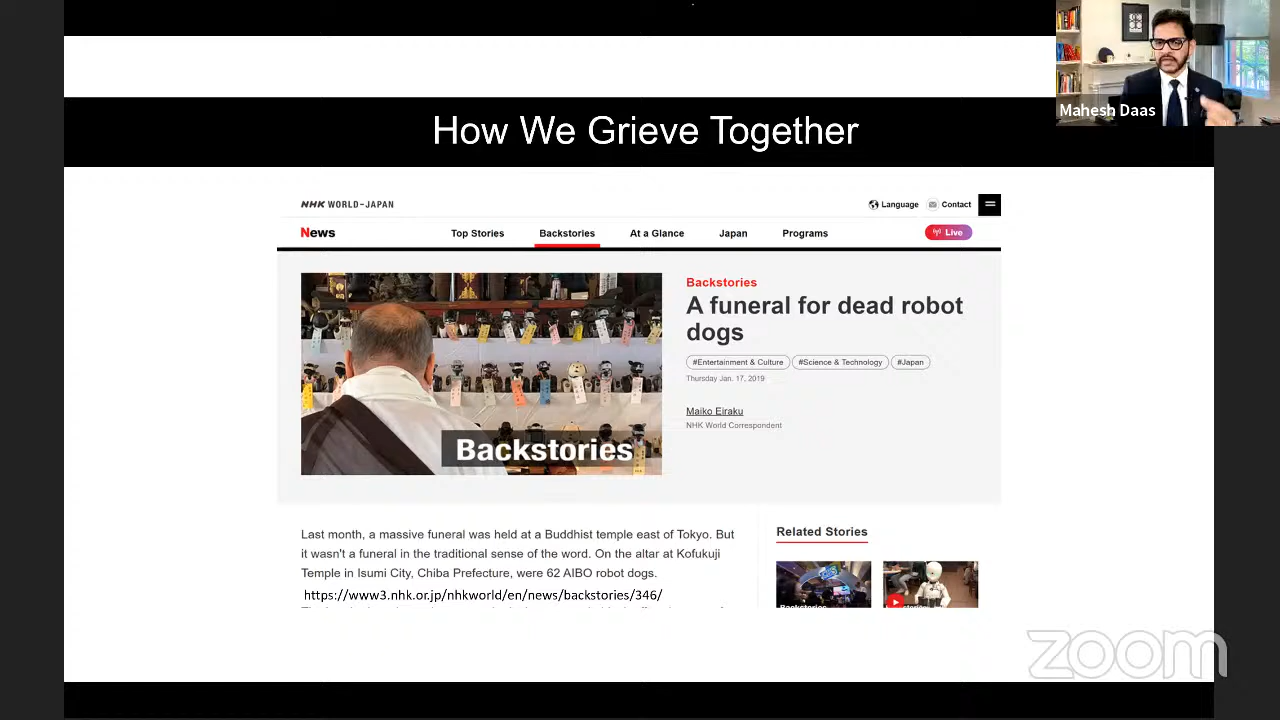 Mahesh Daas
How We Grieve Together
NHK WORLD-JAPAN
Language
Contact
News
Top Stories
Backstories
At a Glance
Japan
Programs
Live
Backstories
A funeral for dead robot
dogs
#Entertainment & Culture
#Science & Technology
#Japan
Thursday Jan. 17, 2019
Maiko Eiraku
NHK World Correspondent
Backstories
Last month, a massive funeral was held at a Buddhist temple east of Tokyo. But
it wasn't a funeral in the traditional sense of the word. On the altar at Kofukuji
Temple in Isumi City, Chiba Prefecture, were 62 AIBO robot dogs.
https://www3.nhk.or.jp/nhkworld/en/news/backstories/346/
Related Stories
zoom